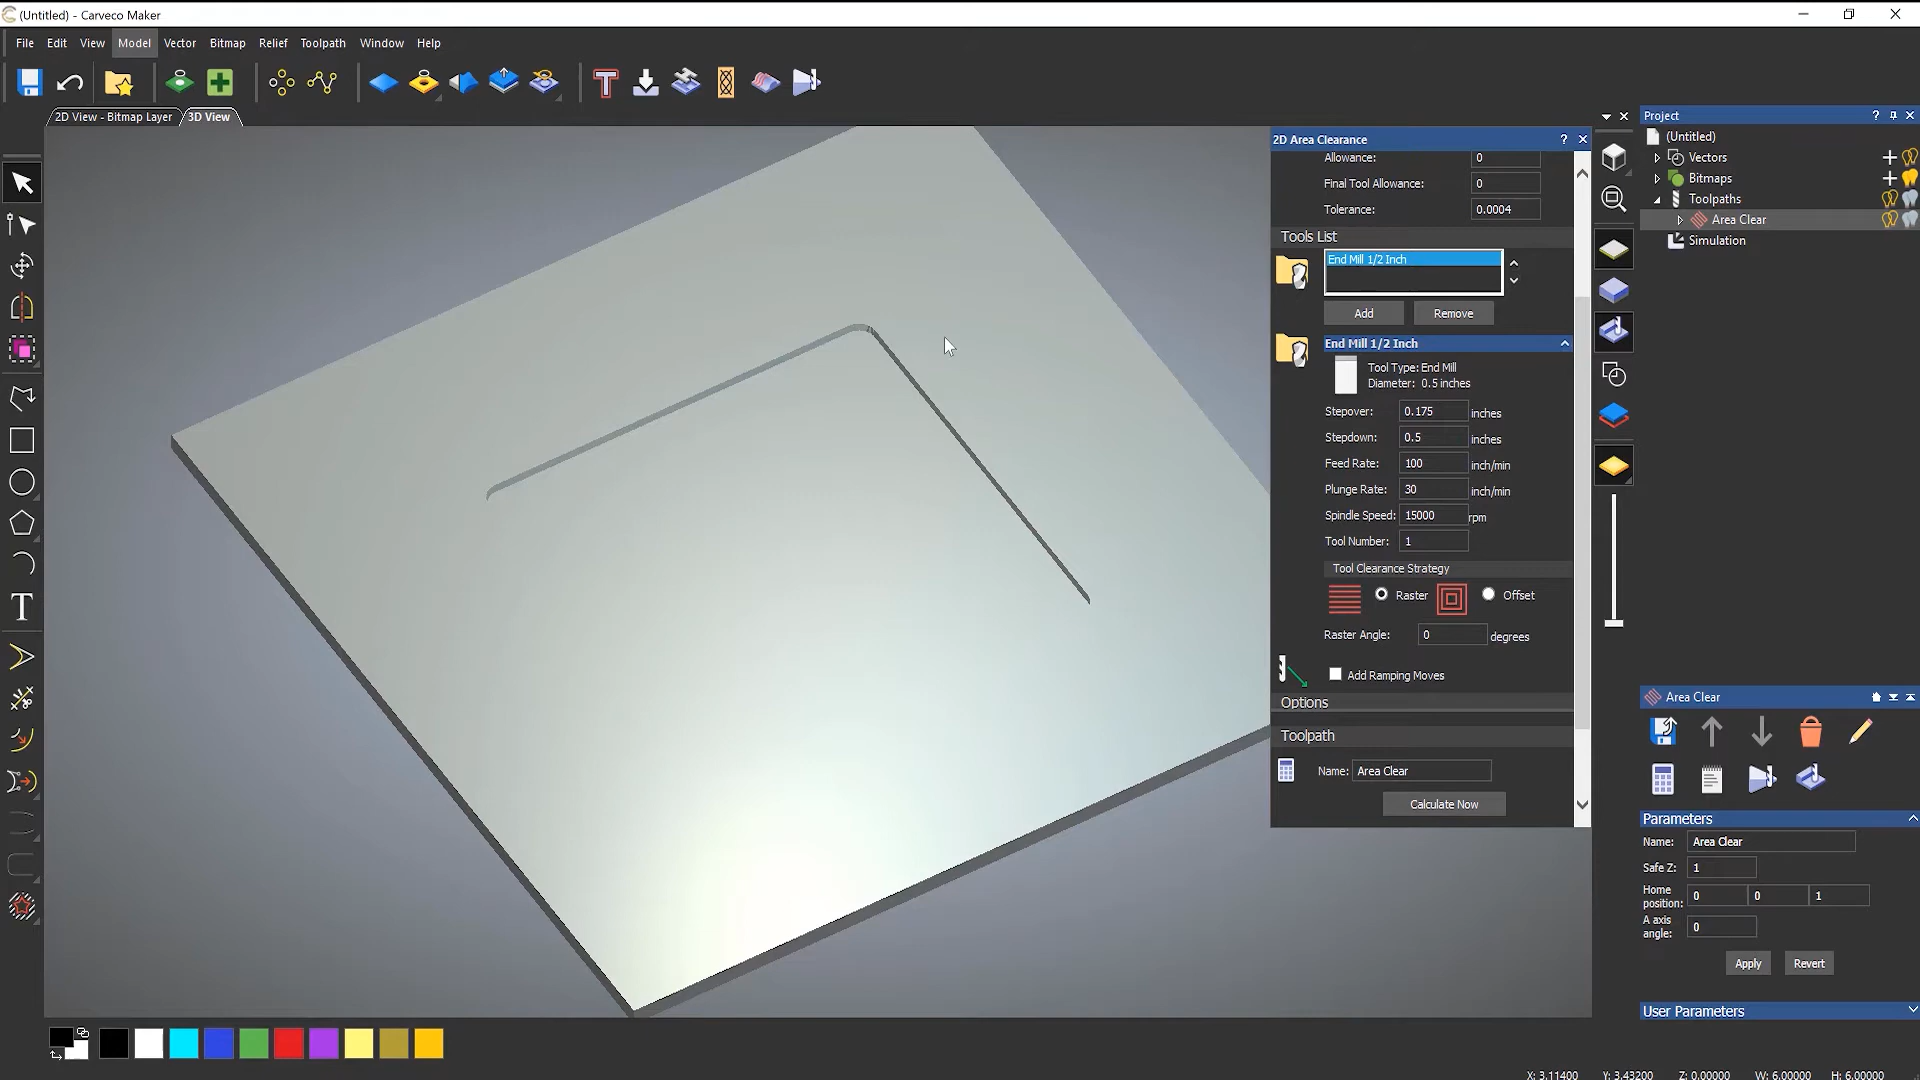 (Untitled) - Carveco Maker
File Edit View Model Vector Bitmap Relief Toolpath Window Help
2D View - Bitmap Layer 3D View
2D Area Clearance ?
Allowance: 0
Final Tool Allowance: 0
Tolerance: 0.0004
Tools List
End Mill 1/2 Inch
Add Remove
End Mill 1/2 Inch
Tool Type: End Mill
Diameter: 0.5 inches
Stepover: 0.175 inches
Stepdown: 0.5 inches
Feed Rate: 100 inch/min
Plunge Rate: 30 inch/min
Spindle Speed: 15000 rpm
Tool Number: 1
Tool Clearance Strategy
Raster Offset
Raster Angle: 0 degrees
Add Ramping Moves
Options
Toolpath
Name: Area Clear
Calculate Now
Project ?
(Untitled)
Vectors
Bitmaps
Toolpaths
Area Clear
Simulation
Area Clear
Parameters
Name: Area Clear
Safe Z: 1
Home position: 0 0 1
A axis angle: 0
Apply Revert
User Parameters
X: 3.11400 Y: 3.43200 Z: 0.00000 W: 6.00000 H: 6.00000